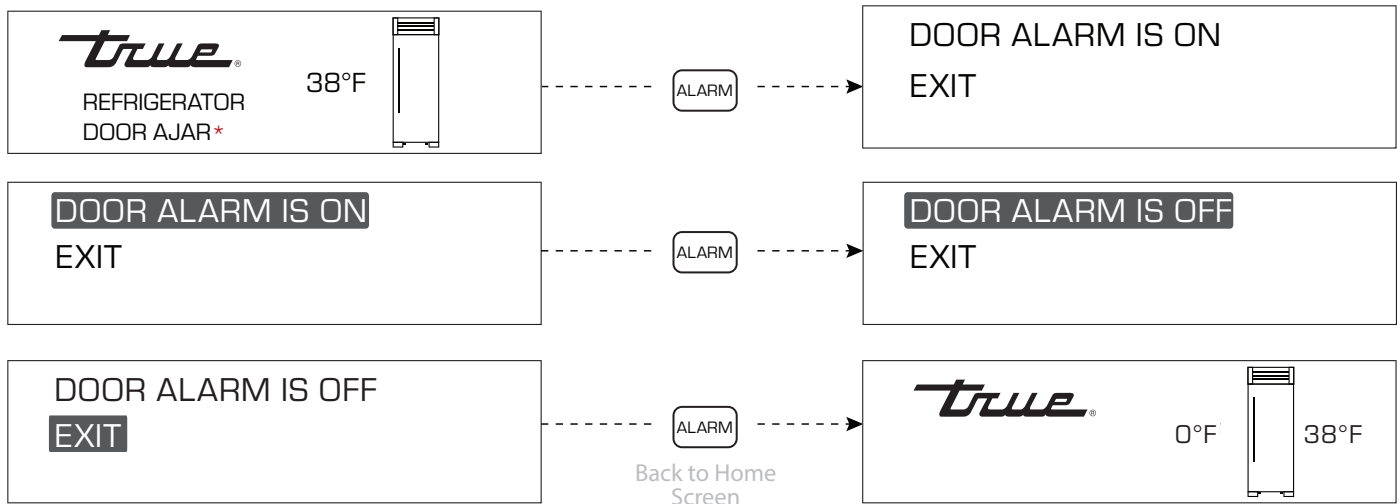 true®
38°F
REFRIGERATOR
DOOR AJAR*
ALARM
DOOR ALARM IS ON
EXIT
DOOR ALARM IS ON
EXIT
ALARM
DOOR ALARM IS OFF
EXIT
DOOR ALARM IS OFF
EXIT
ALARM
Back to Home
Screen
true®
0°F
38°F